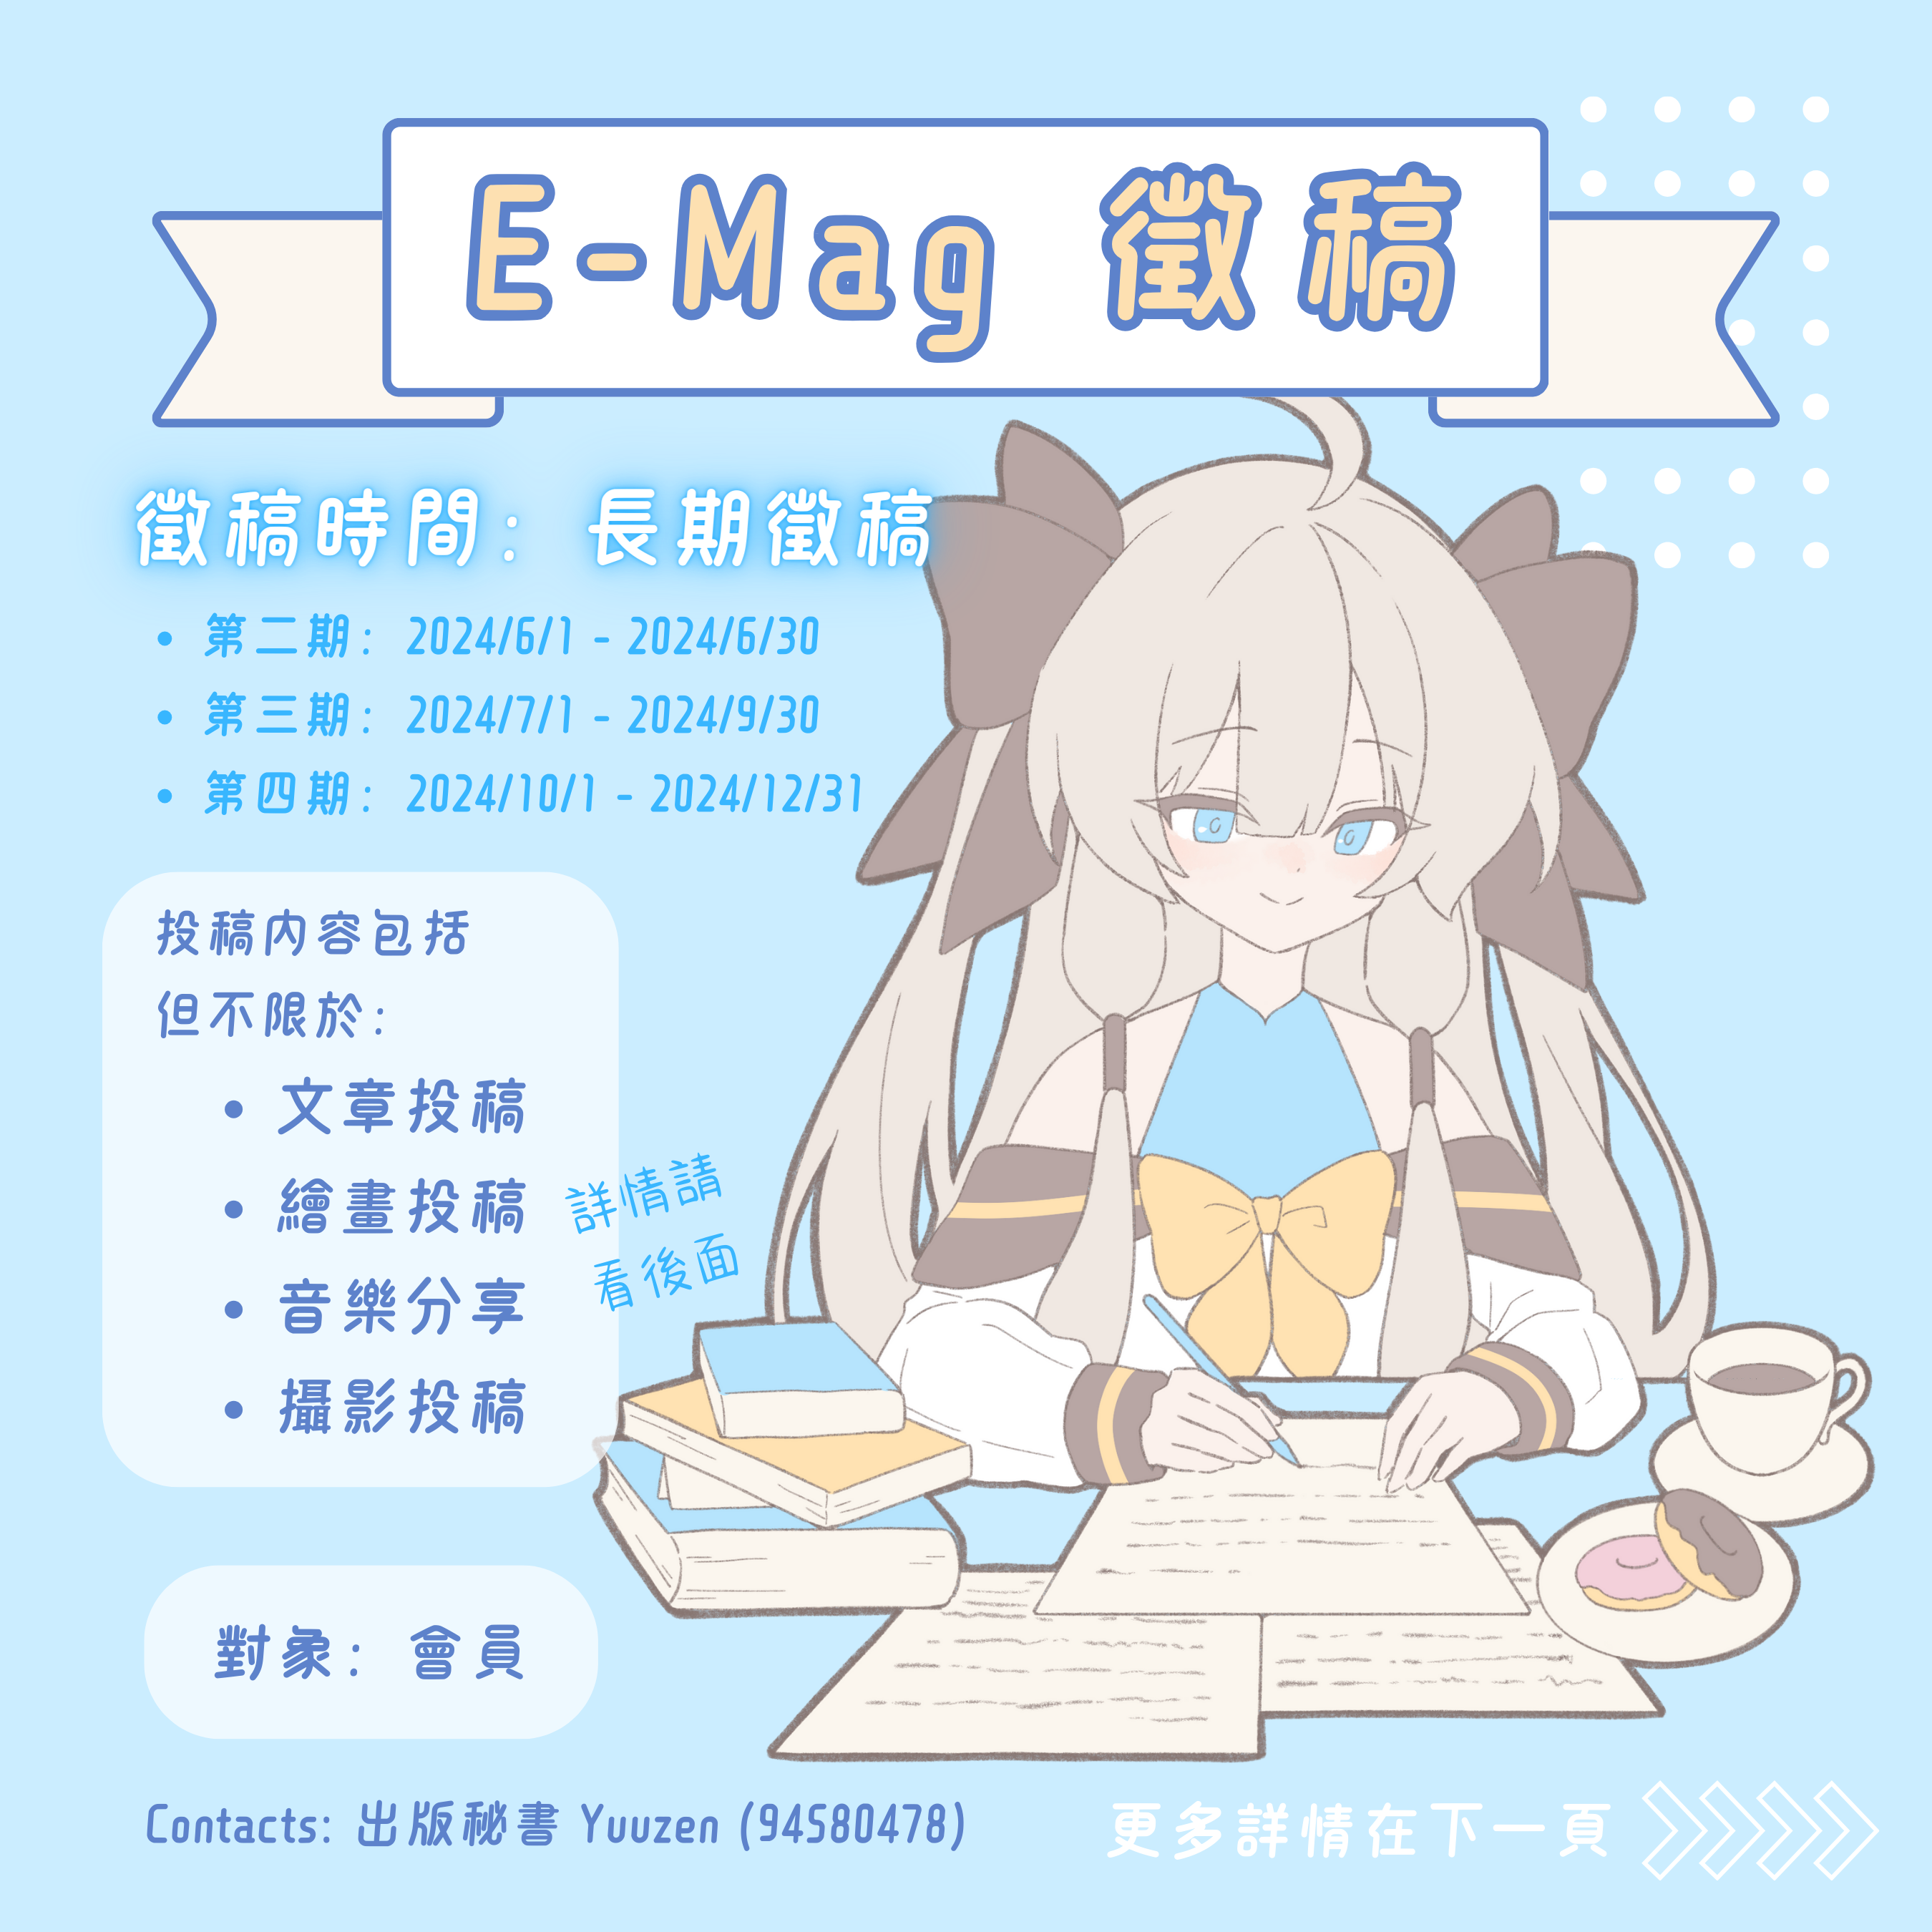 E-Mag 徵稿
徵稿時間： 長期徵稿
• 第二期： 2024/6/1 - 2024/6/30
• 第三期： 2024/7/1 - 2024/9/30
• 第四期： 2024/10/1 - 2024/12/31
投稿內容包括
但不限於：
• 文章投稿
• 繪畫投稿
• 音樂分享
• 攝影投稿
詳情請
看後面
對象： 會員
Contacts: 出版秘書 Yuuzen (94580478)
更多詳情在下一頁